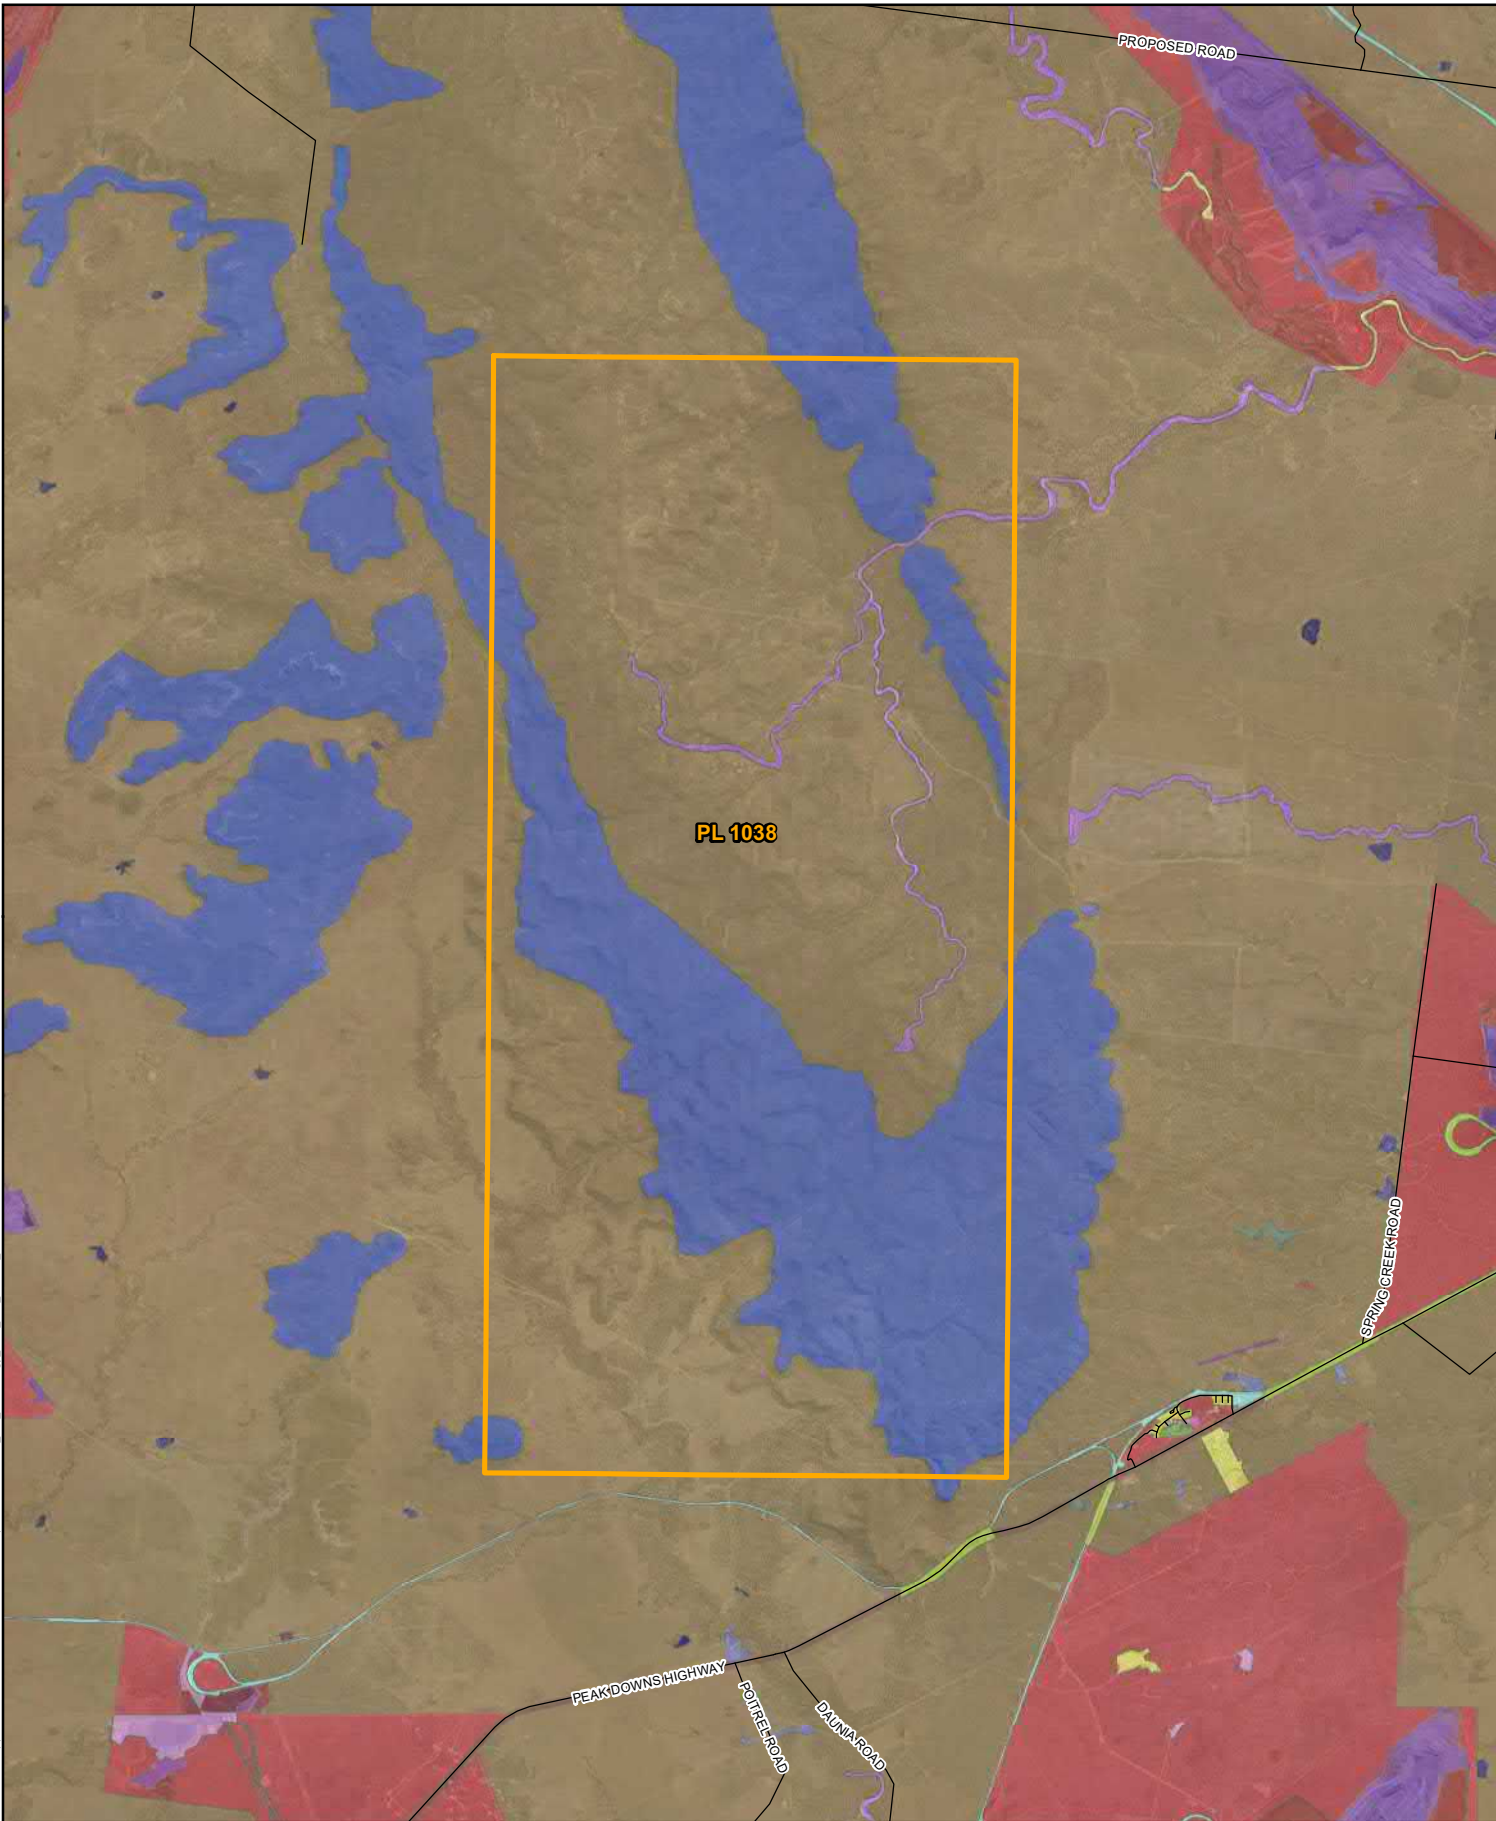 PROPOSED ROAD
PL 1038
SPRING CREEK ROAD
PEAK DOWNS HIGHWAY
POITREL ROAD
DAUNIA ROAD